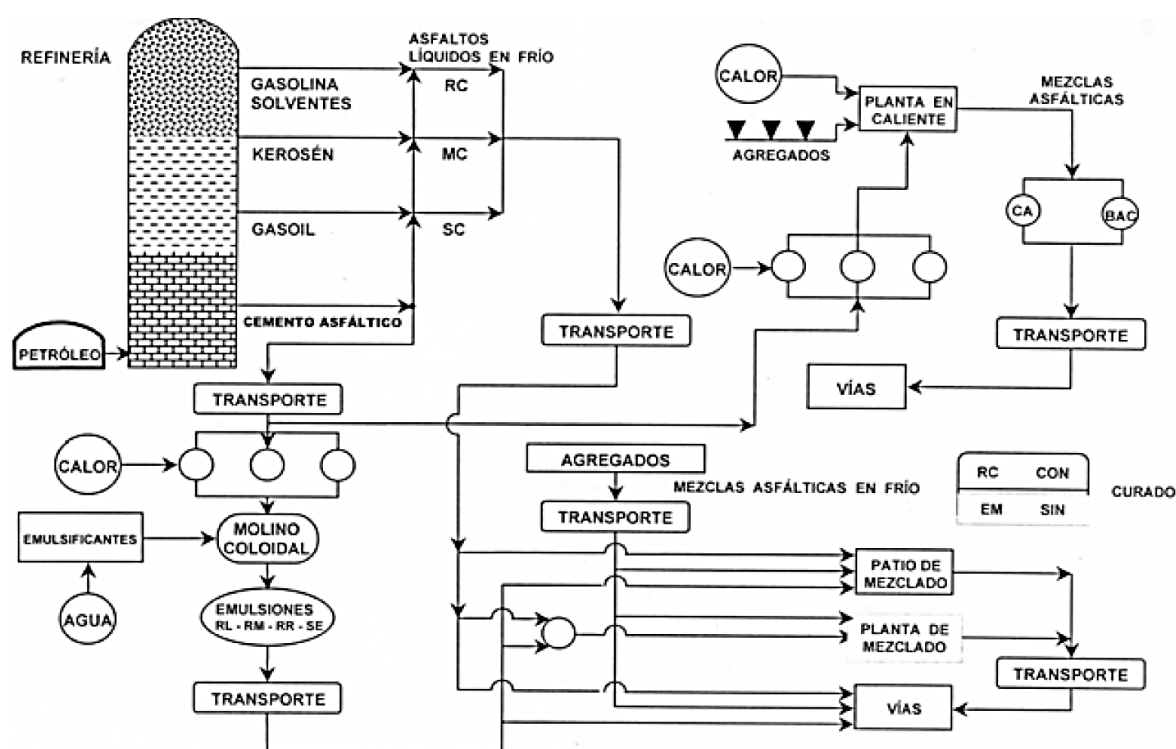 REFINERÍA
ASFALTOS
LÍQUIDOS EN FRÍO
GASOLINA
SOLVENTES
RC
KEROSÉN
MC
GASOIL
SC
CEMENTO ASFÁLTICO
PETRÓLEO
TRANSPORTE
CALOR
EMULSIFICANTES
AGUA
MOLINO
COLOIDAL
EMULSIONES
RL - RM - RR - SE
TRANSPORTE
TRANSPORTE
CALOR
AGREGADOS
PLANTA EN
CALIENTE
MEZCLAS
ASFÁLTICAS
CALOR
CA
BAC
TRANSPORTE
VÍAS
AGREGADOS
MEZCLAS ASFÁLTICAS EN FRÍO
TRANSPORTE
RC CON
EM SIN
CURADO
PATIO DE
MEZCLADO
PLANTA DE
MEZCLADO
TRANSPORTE
VÍAS